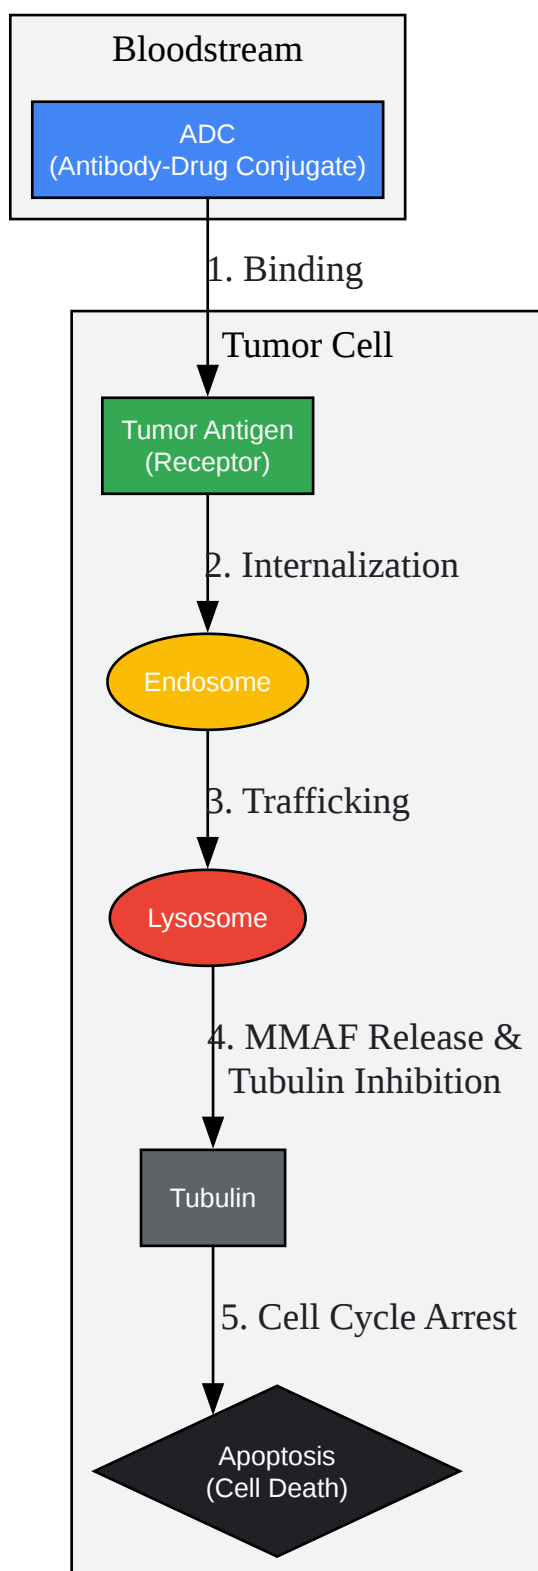 Bloodstream
ADC
(Antibody-Drug Conjugate)
1. Binding
Tumor Cell
Tumor Antigen
(Receptor)
2. Internalization
Endosome
3. Trafficking
Lysosome
4. MMAF Release &
Tubulin Inhibition
Tubulin
5. Cell Cycle Arrest
Apoptosis
(Cell Death)